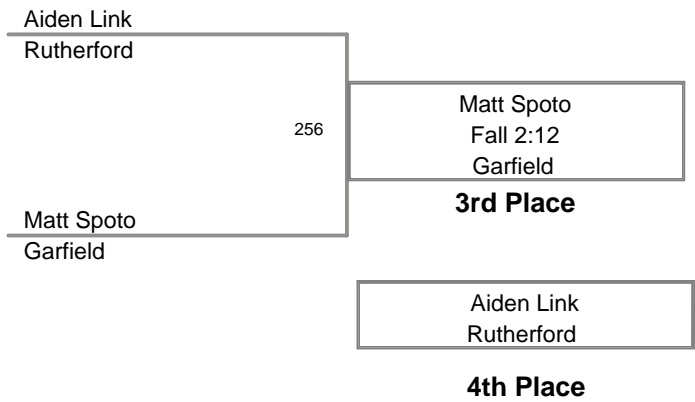 Aiden Link
Rutherford
256
Matt Spoto
Fall 2:12
Garfield
3rd Place
Matt Spoto
Garfield
Aiden Link
Rutherford
4th Place